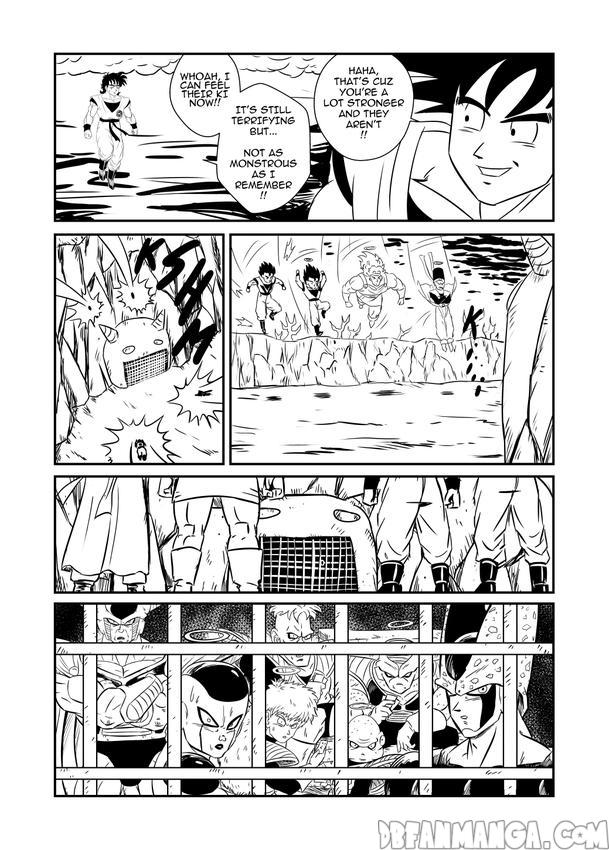 WHOAH, I
CAN FEEL
THEIR KI
NOW!!
IT'S STILL
TERRIFYING
BUT...
NOT AS
MONSTROUS
AS I
REMEMBER
!!
HAHA,
THAT'S CUZ
YOU'RE A
LOT STRONGER
AND THEY
AREN'T
!!
KSHM
DBFANMANGA.COM